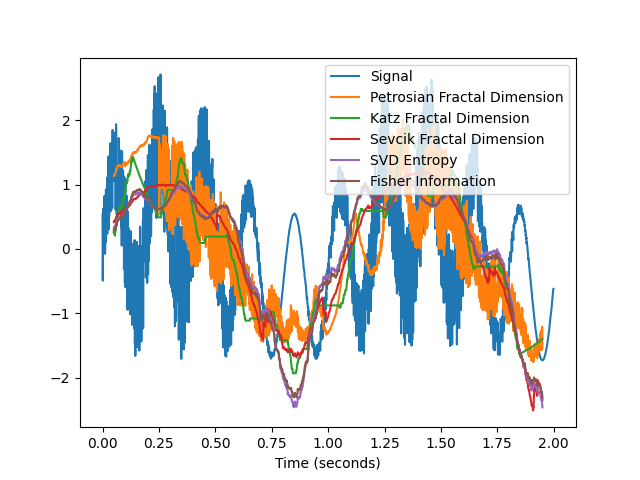 Signal
Petrosian Fractal Dimension
Katz Fractal Dimension
Sevcik Fractal Dimension
SVD Entropy
Fisher Information
2
1
0
−1
−2
0.00 0.25 0.50 0.75 1.00 1.25 1.50 1.75 2.00
Time (seconds)